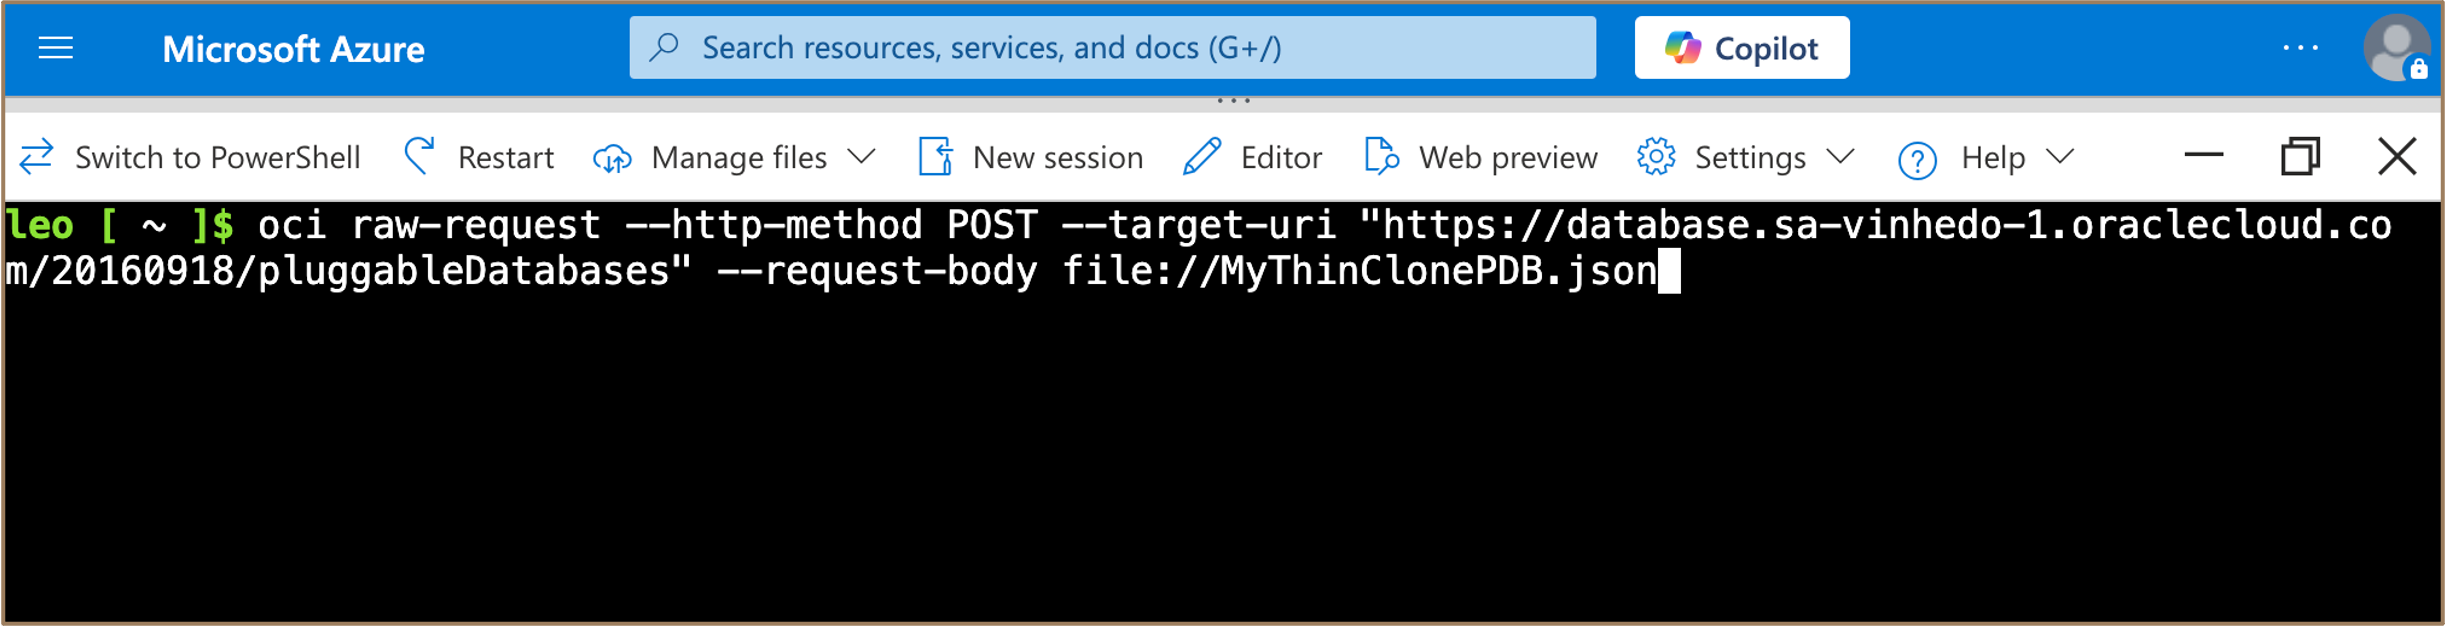 Microsoft Azure
Search resources, services, and docs (G+/)
Copilot
Switch to PowerShell
Restart
Manage files
New session
Editor
Web preview
Settings
Help
leo [ ~ ]$ oci raw-request --http-method POST --target-uri "https://database.sa-vinhedo-1.oraclecloud.co
m/20160918/pluggableDatabases" --request-body file://MyThinClonePDB.json